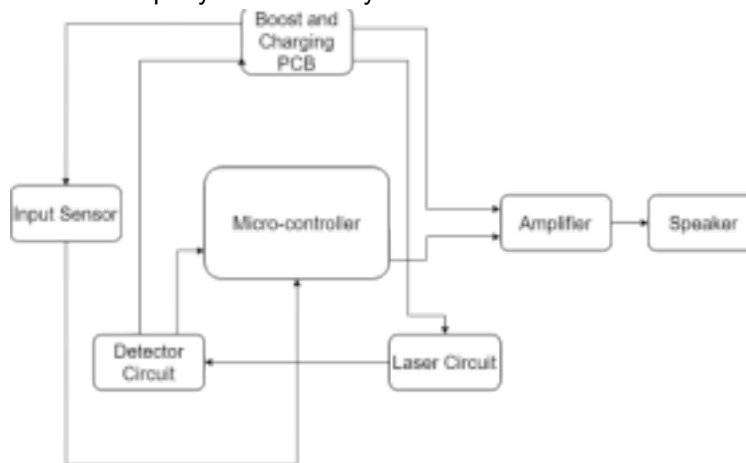 Boost and
Charging
PCB
Input Sensor
Micro-controller
Amplifier
Speaker
Detector
Circuit
Laser Circuit